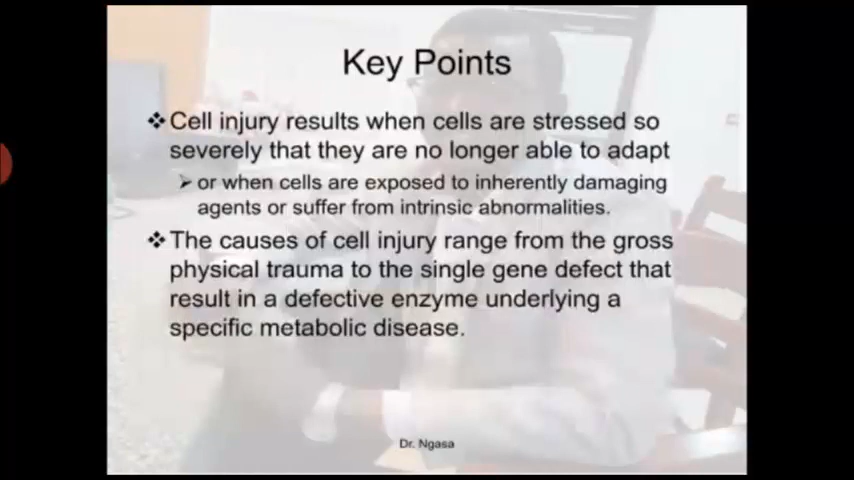 Key Points
❖Cell injury results when cells are stressed so
severely that they are no longer able to adapt
➢or when cells are exposed to inherently damaging
agents or suffer from intrinsic abnormalities.
❖The causes of cell injury range from the gross
physical trauma to the single gene defect that
result in a defective enzyme underlying a
specific metabolic disease.
Dr. Ngasa